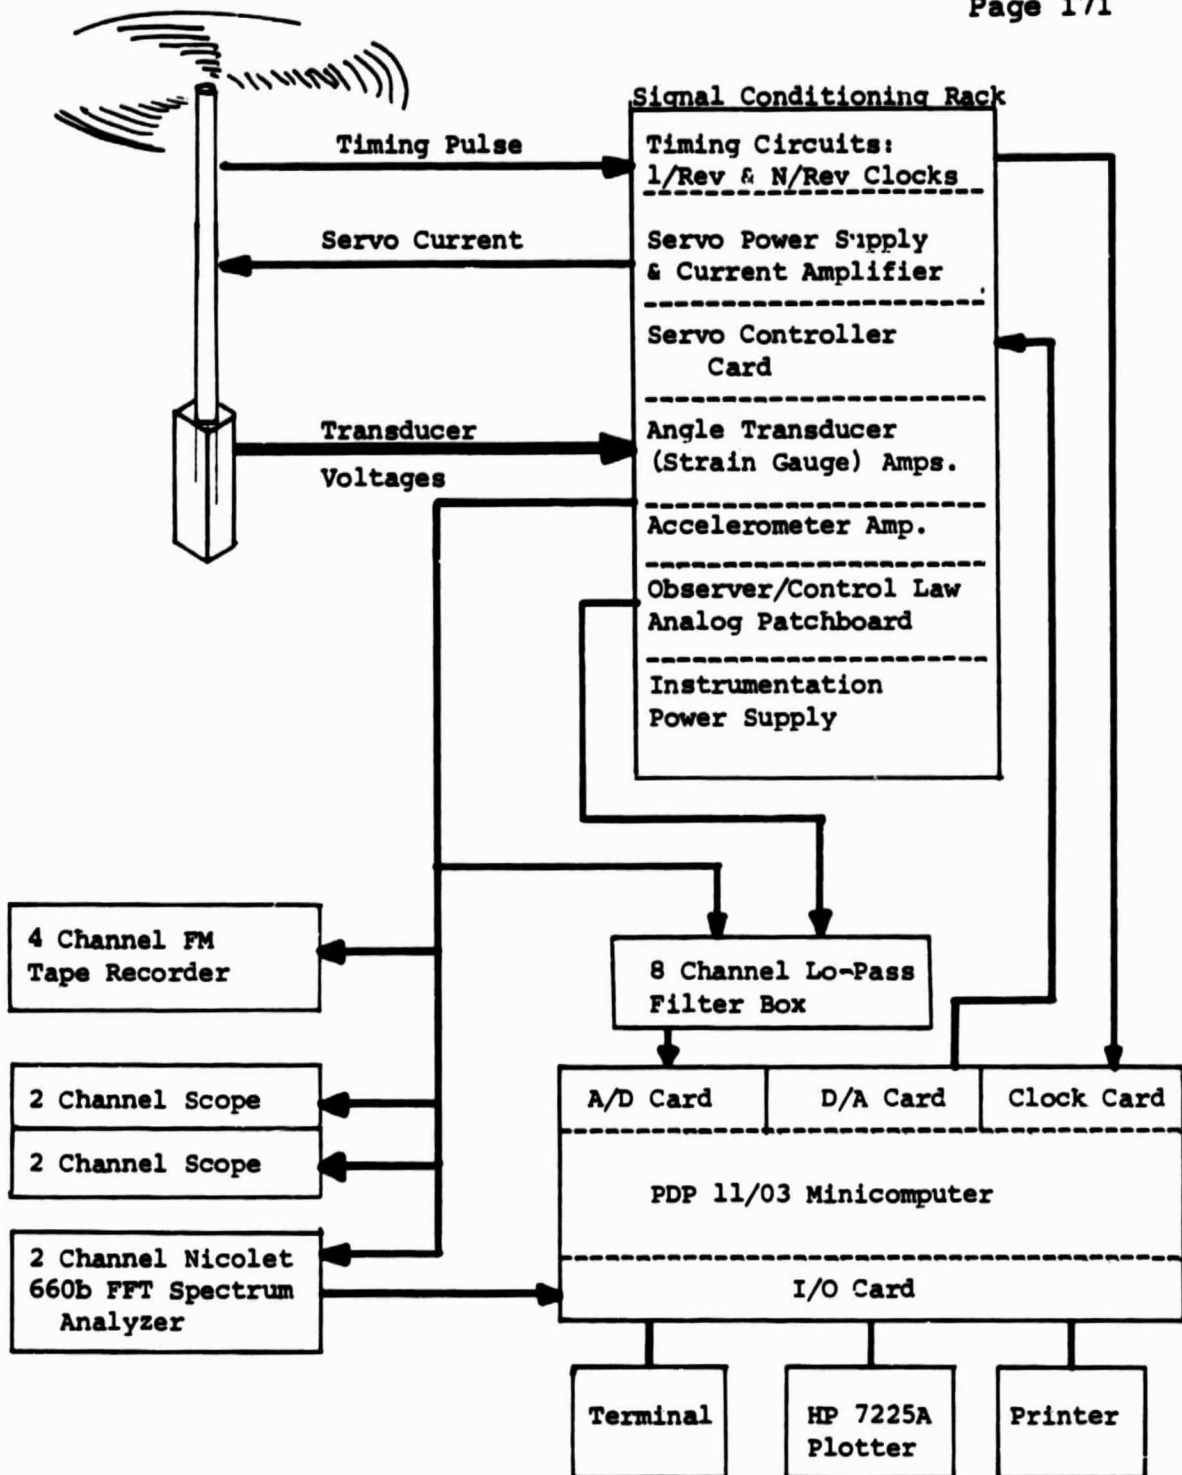 Page 171
Signal Conditioning Rack
Timing Pulse
Timing Circuits:
1/Rev & N/Rev Clocks
Servo Current
Servo Power Supply
& Current Amplifier
Servo Controller
Card
Transducer
Voltages
Angle Transducer
(Strain Gauge) Amps.
Accelerometer Amp.
Observer/Control Law
Analog Patchboard
Instrumentation
Power Supply
4 Channel FM
Tape Recorder
8 Channel Lo-Pass
Filter Box
2 Channel Scope
2 Channel Scope
A/D Card
D/A Card
Clock Card
PDP 11/03 Minicomputer
2 Channel Nicolet
660b FFT Spectrum
Analyzer
I/O Card
Terminal
HP 7225A
Plotter
Printer